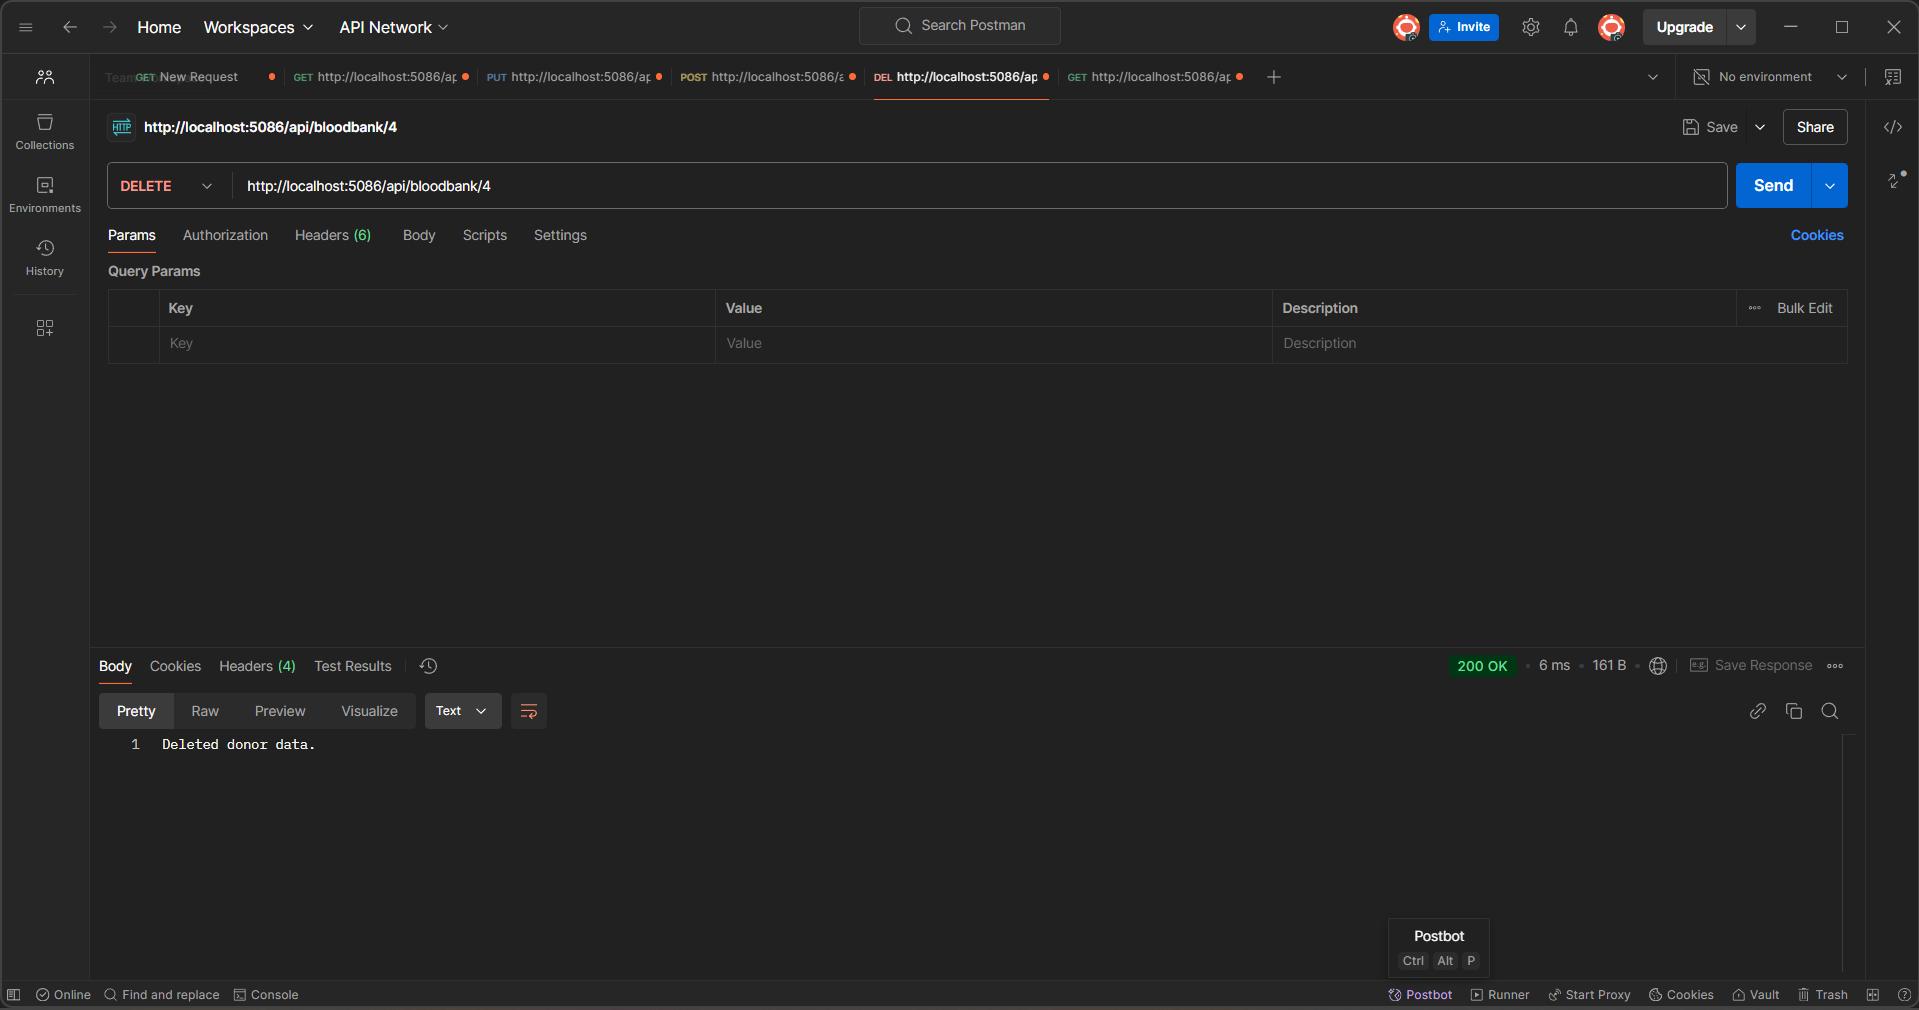 Home Workspaces API Network Search Postman Invite Upgrade
GET New Request GET http://localhost:5086/ap PUT http://localhost:5086/ap POST http://localhost:5086/a DEL http://localhost:5086/ap GET http://localhost:5086/ap No environment
Collections
Environments
History
HTTP http://localhost:5086/api/bloodbank/4 Save Share
DELETE http://localhost:5086/api/bloodbank/4 Send
Params Authorization Headers (6) Body Scripts Settings Cookies
Query Params
Key Value Description Bulk Edit
Key Value Description
Body Cookies Headers (4) Test Results 200 OK 6 ms 161 B e.g. Save Response
Pretty Raw Preview Visualize Text
1 Deleted donor data.
Postbot
Ctrl Alt P
Online Find and replace Console Postbot Runner Start Proxy Cookies Vault Trash